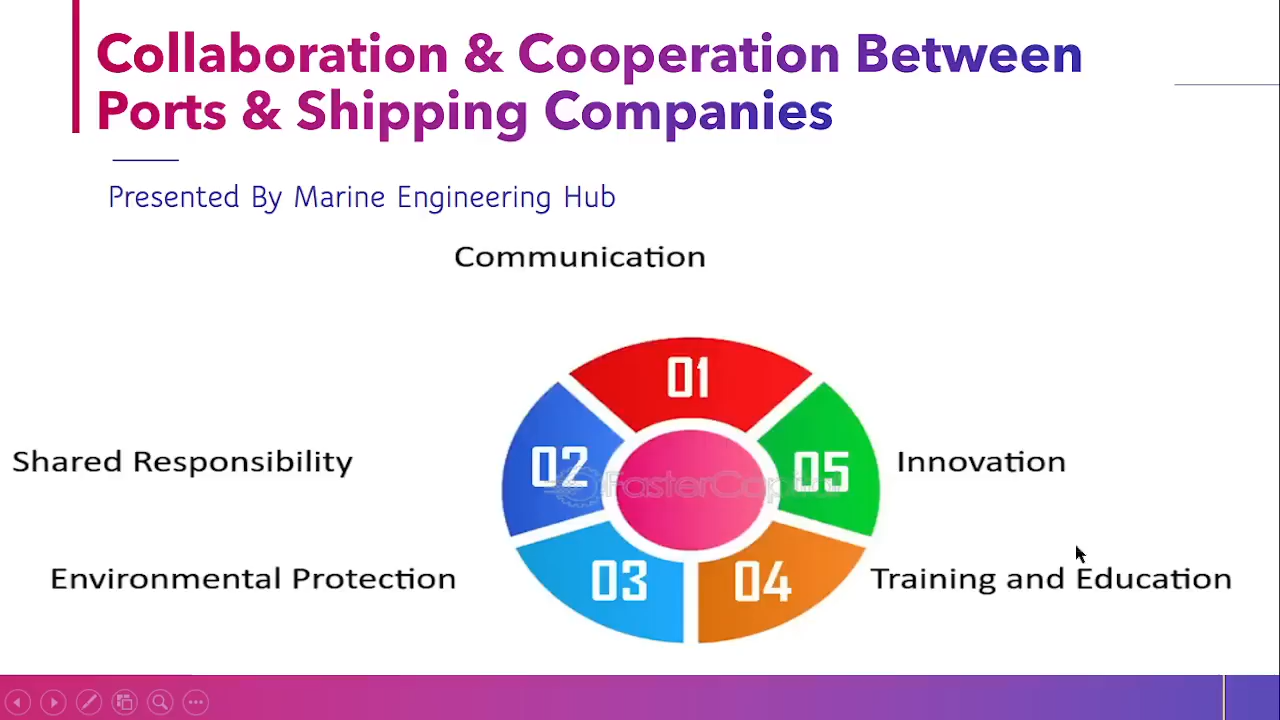 Collaboration & Cooperation Between
Ports & Shipping Companies
Presented By Marine Engineering Hub
Communication
01
02
05
FasterCapital
Shared Responsibility
Innovation
03
04
Environmental Protection
Training and Education